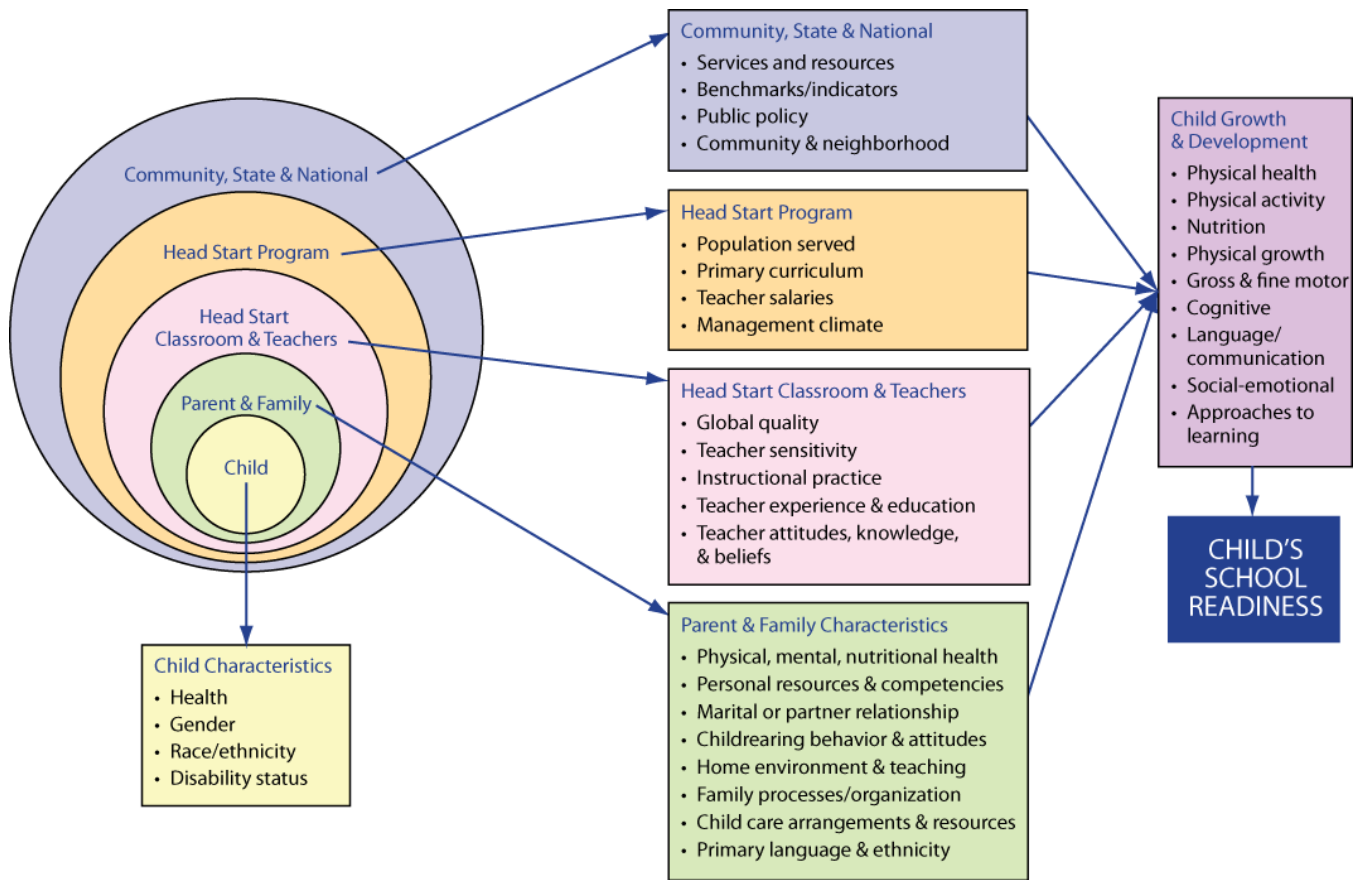 Community, State & National
Head Start Program
Head Start
Classroom & Teachers
Parent & Family
Child
Child Characteristics
• Health
• Gender
• Race/ethnicity
• Disability status
Community, State & National
• Services and resources
• Benchmarks/indicators
• Public policy
• Community & neighborhood
Head Start Program
• Population served
• Primary curriculum
• Teacher salaries
• Management climate
Head Start Classroom & Teachers
• Global quality
• Teacher sensitivity
• Instructional practice
• Teacher experience & education
• Teacher attitudes, knowledge,
& beliefs
Parent & Family Characteristics
• Physical, mental, nutritional health
• Personal resources & competencies
• Marital or partner relationship
• Childrearing behavior & attitudes
• Home environment & teaching
• Family processes/organization
• Child care arrangements & resources
• Primary language & ethnicity
Child Growth
& Development
• Physical health
• Physical activity
• Nutrition
• Physical growth
• Gross & fine motor
• Cognitive
• Language/
communication
• Social-emotional
• Approaches to
learning
CHILD'S
SCHOOL
READINESS